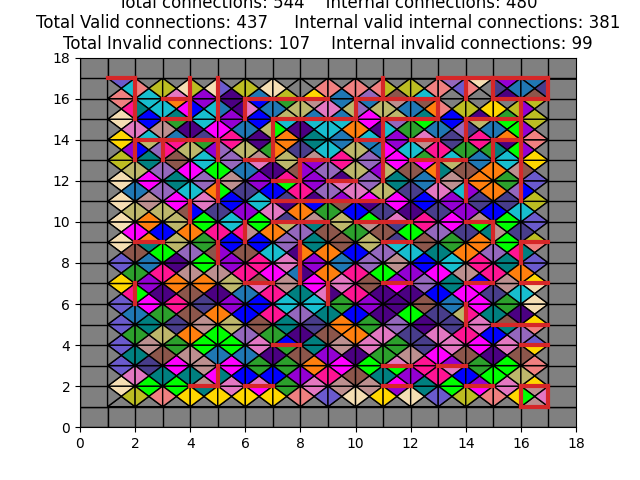 Total connections: 544    Internal connections: 480
Total Valid connections: 437    Internal valid internal connections: 381
Total Invalid connections: 107    Internal invalid connections: 99
18
16
14
12
10
8
6
4
2
0
0 2 4 6 8 10 12 14 16 18